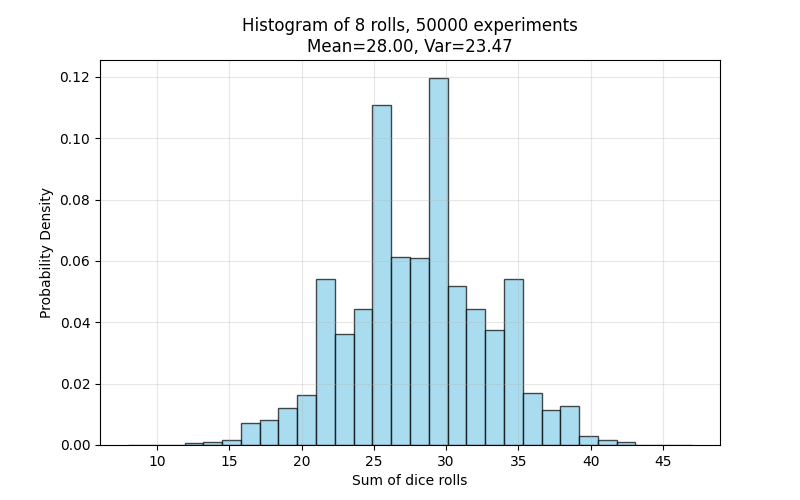 Histogram of 8 rolls, 50000 experiments
Mean=28.00, Var=23.47
Probability Density
0.12
0.10
0.08
0.06
0.04
0.02
0.00
10 15 20 25 30 35 40 45
Sum of dice rolls